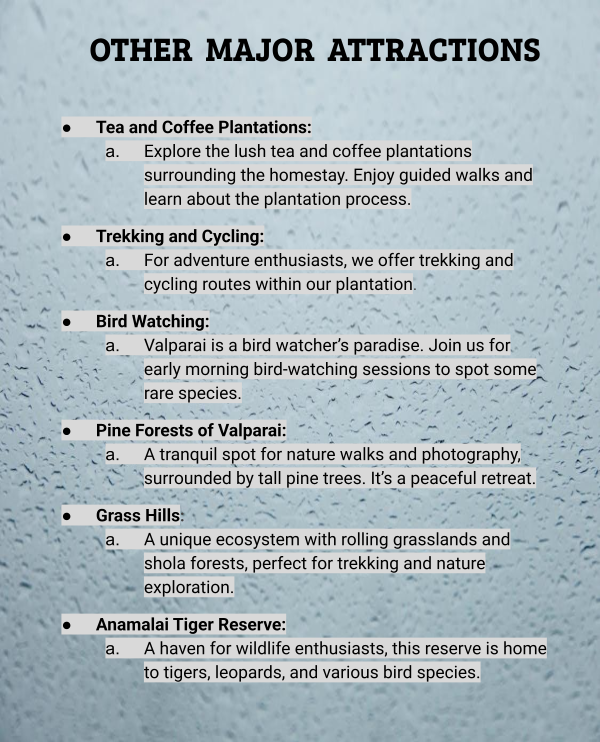 OTHER MAJOR ATTRACTIONS
● Tea and Coffee Plantations:
a. Explore the lush tea and coffee plantations
surrounding the homestay. Enjoy guided walks and
learn about the plantation process.
● Trekking and Cycling:
a. For adventure enthusiasts, we offer trekking and
cycling routes within our plantation.
● Bird Watching:
a. Valparai is a bird watcher’s paradise. Join us for
early morning bird-watching sessions to spot some
rare species.
● Pine Forests of Valparai:
a. A tranquil spot for nature walks and photography,
surrounded by tall pine trees. It’s a peaceful retreat.
● Grass Hills:
a. A unique ecosystem with rolling grasslands and
shola forests, perfect for trekking and nature
exploration.
● Anamalai Tiger Reserve:
a. A haven for wildlife enthusiasts, this reserve is home
to tigers, leopards, and various bird species.